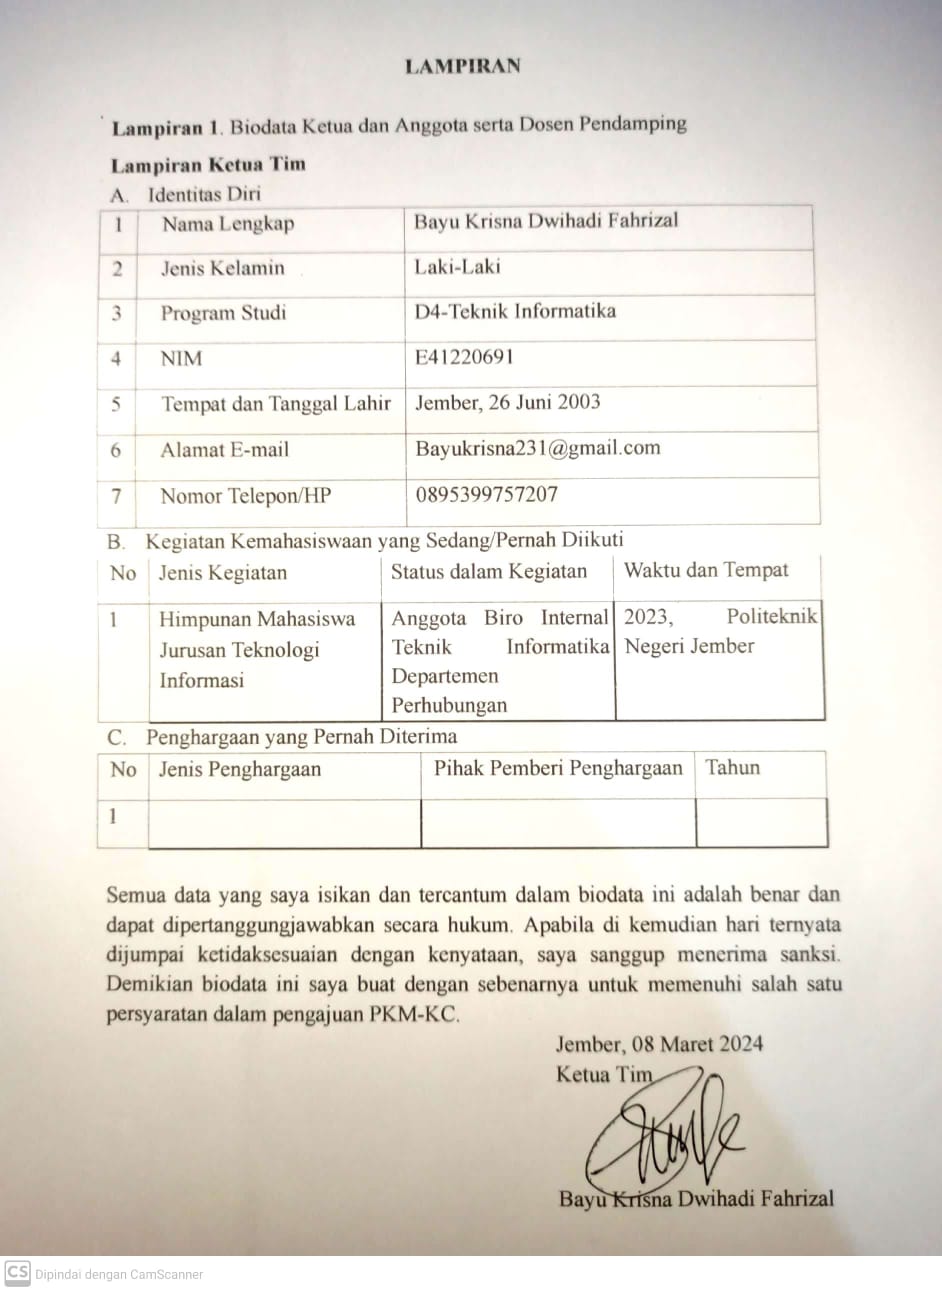 LAMPIRAN
Lampiran 1. Biodata Ketua dan Anggota serta Dosen Pendamping
Lampiran Ketua Tim
A. Identitas Diri
1 Nama Lengkap Bayu Krisna Dwihadi Fahrizal
2 Jenis Kelamin Laki-Laki
3 Program Studi D4-Teknik Informatika
4 NIM E41220691
5 Tempat dan Tanggal Lahir Jember, 26 Juni 2003
6 Alamat E-mail Bayukrisna231@gmail.com
7 Nomor Telepon/HP 0895399757207
B. Kegiatan Kemahasiswaan yang Sedang/Pernah Diikuti
No Jenis Kegiatan Status dalam Kegiatan Waktu dan Tempat
1 Himpunan Mahasiswa Anggota Biro Internal 2023, Politeknik
Jurusan Teknologi Teknik Informatika Negeri Jember
Informasi Departemen
Perhubungan
C. Penghargaan yang Pernah Diterima
No Jenis Penghargaan Pihak Pemberi Penghargaan Tahun
1
Semua data yang saya isikan dan tercantum dalam biodata ini adalah benar dan
dapat dipertanggungjawabkan secara hukum. Apabila di kemudian hari ternyata
dijumpai ketidaksesuaian dengan kenyataan, saya sanggup menerima sanksi.
Demikian biodata ini saya buat dengan sebenarnya untuk memenuhi salah satu
persyaratan dalam pengajuan PKM-KC.
Jember, 08 Maret 2024
Ketua Tim
Bayu Krisna Dwihadi Fahrizal
CS Dipindai dengan CamScanner